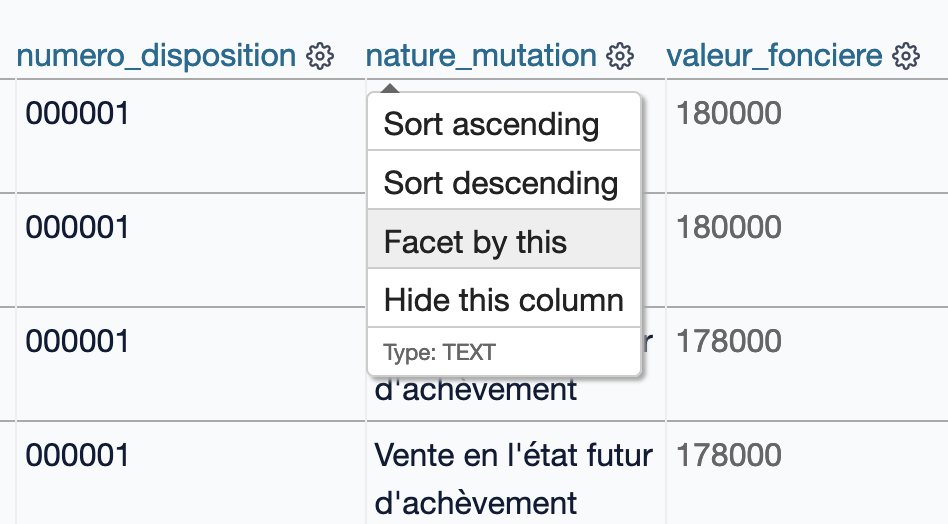 numero_disposition nature_mutation valeur_fonciere
000001 180000
Sort ascending
Sort descending
000001 180000
Facet by this
Hide this column
000001 178000
Type: TEXT
d'achèvement
000001 Vente en l'état futur 178000
d'achèvement